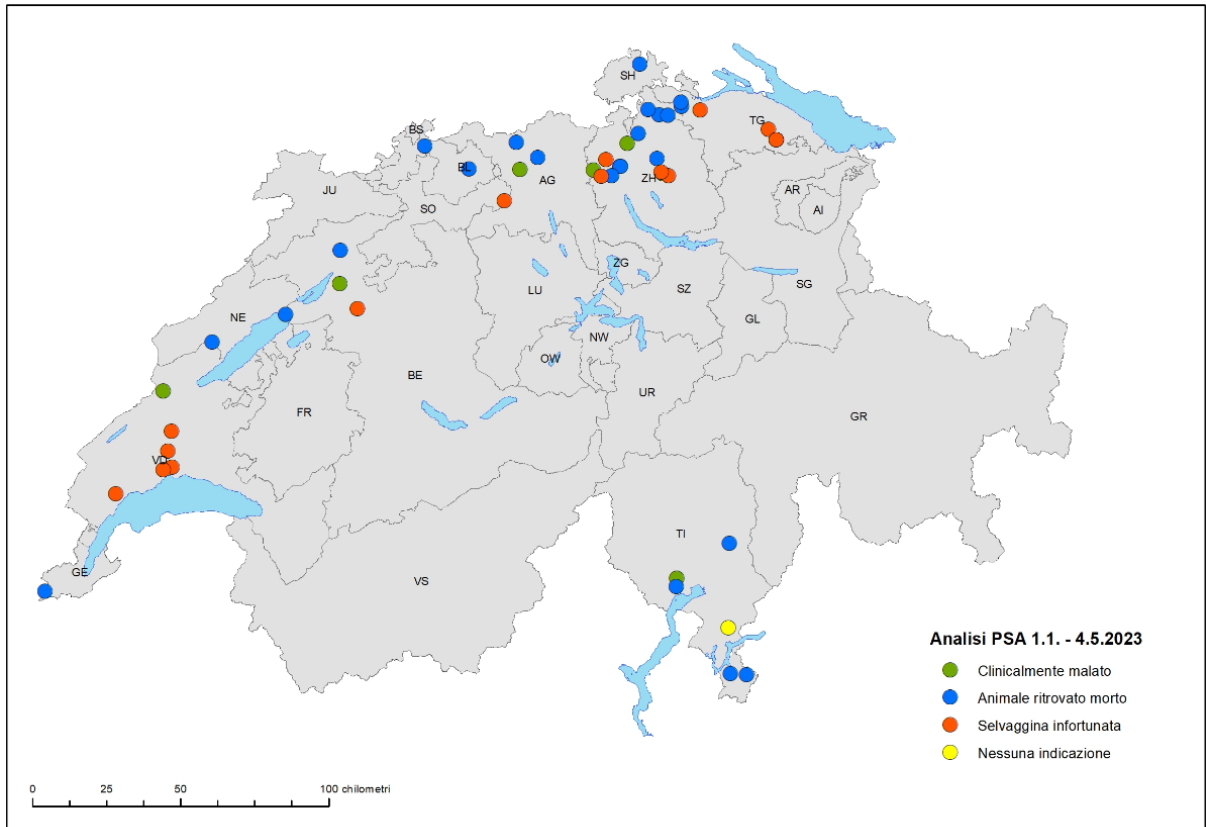 SH
BS
TG
BL
AG
ZH
JU
AR
AI
SO
ZG
LU
SZ
SG
NE
GL
NW
OW
BE
UR
FR
GR
VD
TI
GE
VS
Analisi PSA 1.1. - 4.5.2023
Clinicalmente malato
Animale ritrovato morto
Selvaggina infortunata
Nessuna indicazione
0 25 50 100 chilometri